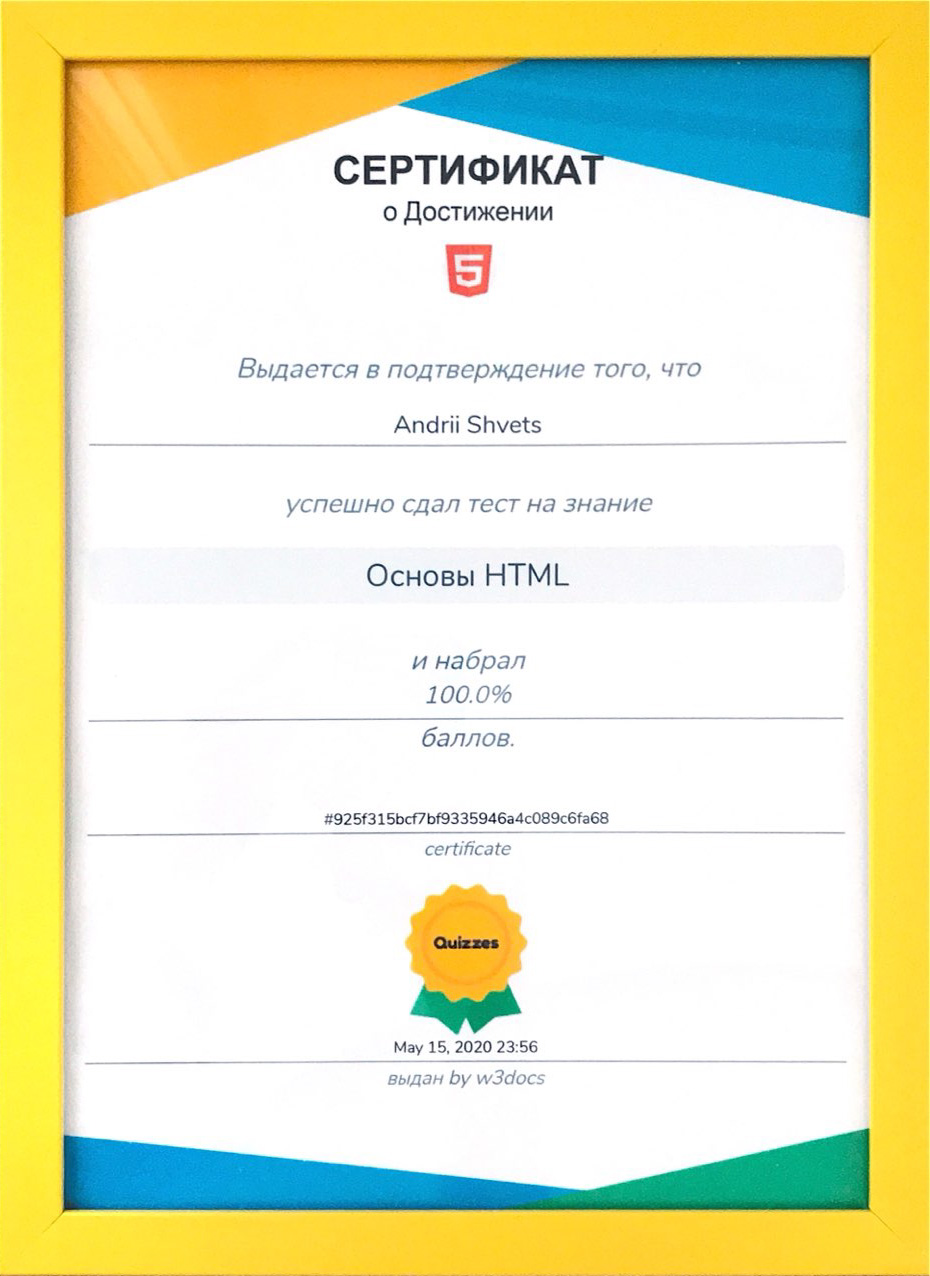 СЕРТИФИКАТ
о Достижении
5
Выдается в подтверждение того, что
Andrii Shvets
успешно сдал тест на знание
Основы HTML
и набрал
100.0%
баллов.
#925f315bcf7bf9335946a4c089c6fa68
certificate
Quizzes
May 15, 2020 23:56
выдан by w3docs